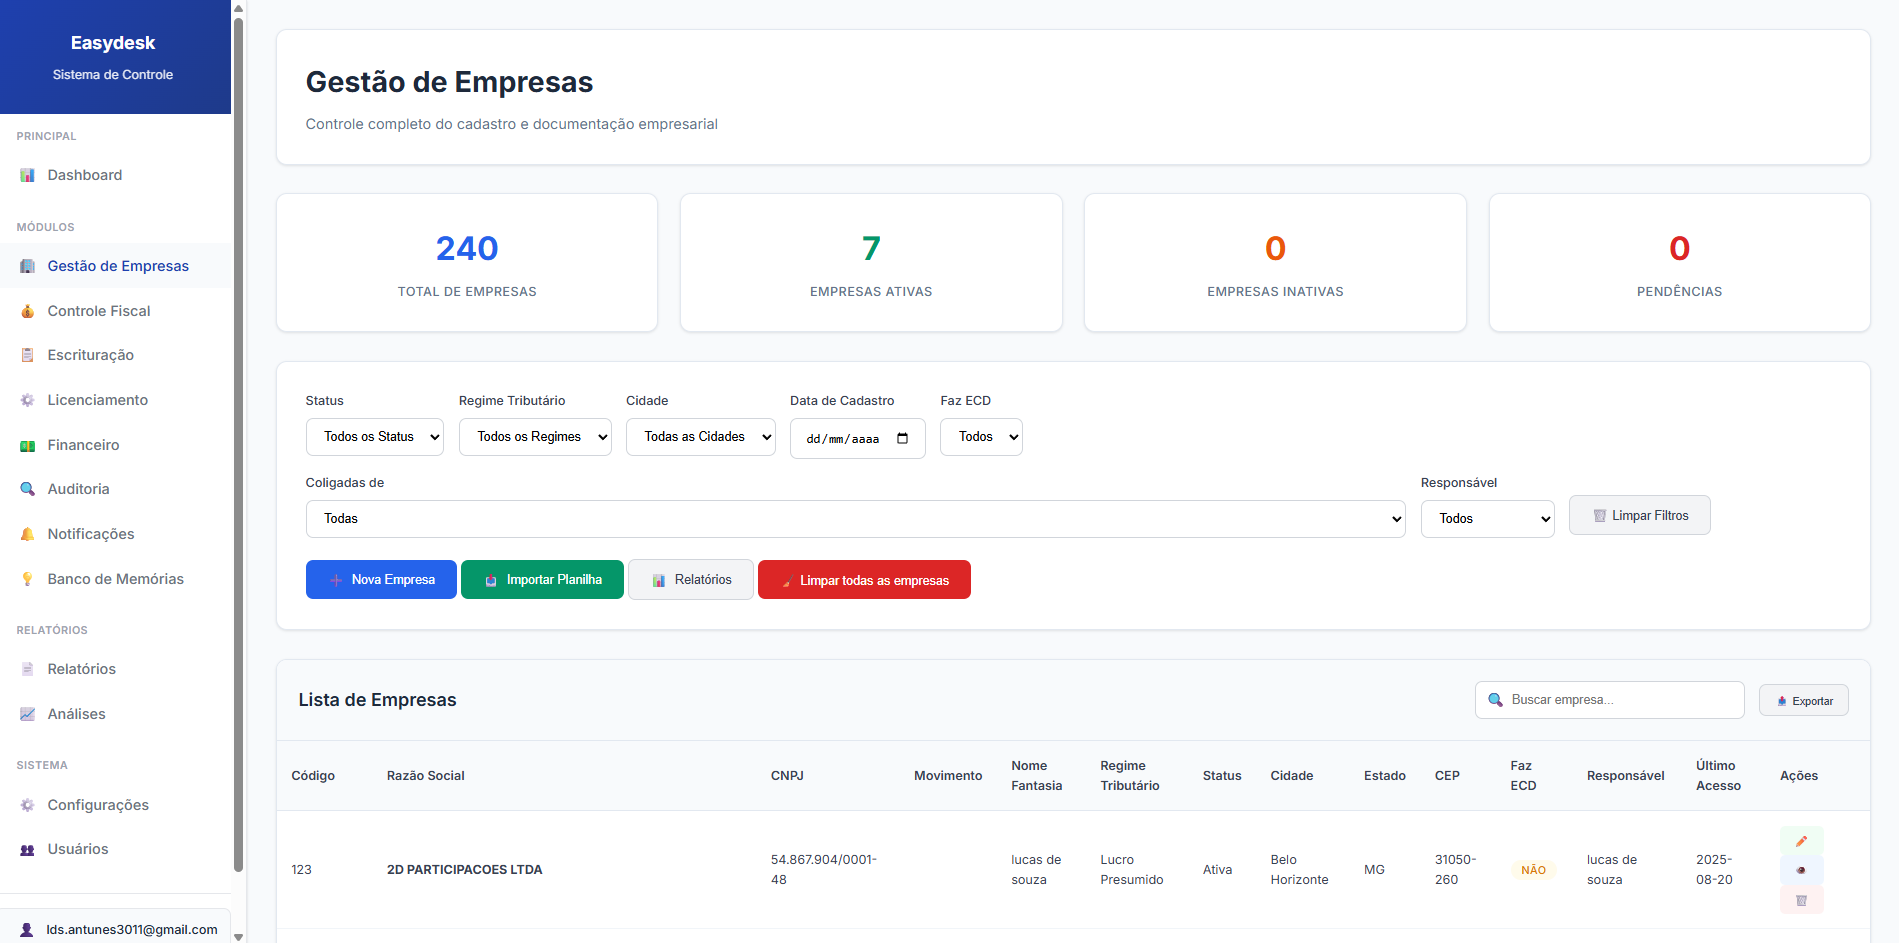 Easydesk
Sistema de Controle
PRINCIPAL
Dashboard
MÓDULOS
Gestão de Empresas
Controle Fiscal
Escrituração
Licenciamento
Financeiro
Auditoria
Notificações
Banco de Memórias
RELATÓRIOS
Relatórios
Análises
SISTEMA
Configurações
Usuários
lds.antunes3011@gmail.com
Gestão de Empresas
Controle completo do cadastro e documentação empresarial
240
TOTAL DE EMPRESAS
7
EMPRESAS ATIVAS
0
EMPRESAS INATIVAS
0
PENDÊNCIAS
Status
Todos os Status
Regime Tributário
Todos os Regimes
Cidade
Todas as Cidades
Data de Cadastro
dd/mm/aaaa
Faz ECD
Todos
Coligadas de
Todas
Responsável
Todos
Limpar Filtros
Nova Empresa
Importar Planilha
Relatórios
Limpar todas as empresas
Lista de Empresas
Buscar empresa...
Exportar
Código
Razão Social
CNPJ
Movimento
Nome
Fantasia
Regime
Tributário
Status
Cidade
Estado
CEP
Faz
ECD
Responsável
Último
Acesso
Ações
123
2D PARTICIPACOES LTDA
54.867.904/0001-
48
lucas de
souza
Lucro
Presumido
Ativa
Belo
Horizonte
MG
31050-
260
NÃO
lucas de
souza
2025-
08-20